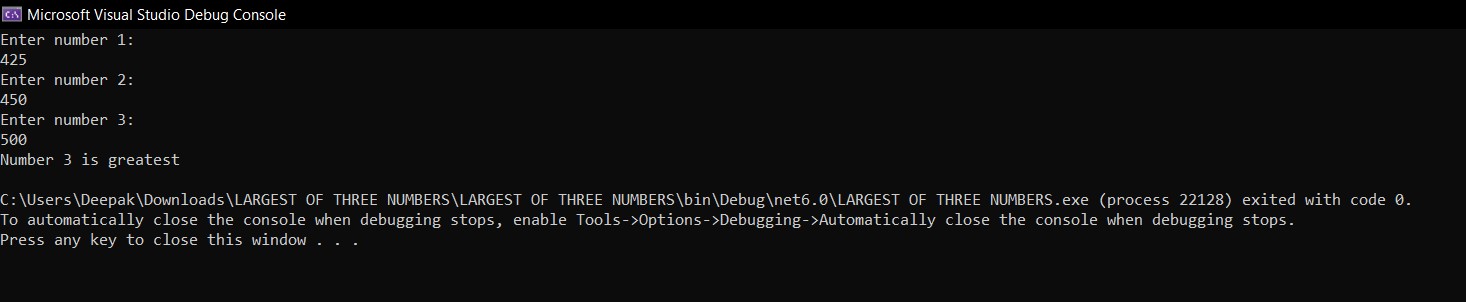 Microsoft Visual Studio Debug Console
Enter number 1:
425
Enter number 2:
450
Enter number 3:
500
Number 3 is greatest
C:\Users\Deepak\Downloads\LARGEST OF THREE NUMBERS\LARGEST OF THREE NUMBERS\bin\Debug\net6.0\LARGEST OF THREE NUMBERS.exe (process 22128) exited with code 0.
To automatically close the console when debugging stops, enable Tools->Options->Debugging->Automatically close the console when debugging stops.
Press any key to close this window . . .